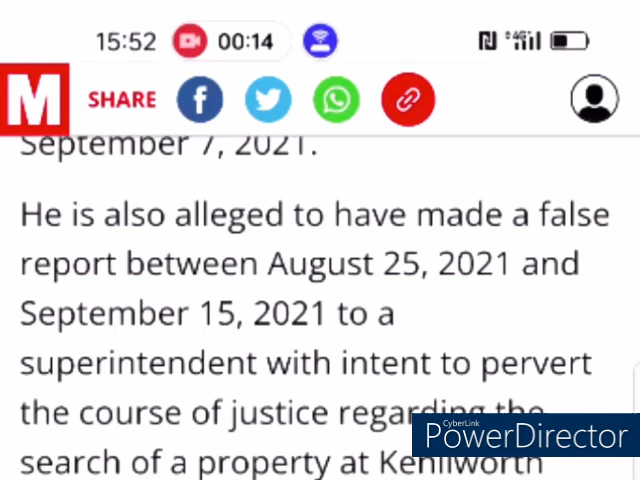 15:52 00:14 4G
M SHARE
September 7, 2021.
He is also alleged to have made a false
report between August 25, 2021 and
September 15, 2021 to a
superintendent with intent to pervert
the course of justice regarding the
search of a property at Kenilworth
CyberLink
PowerDirector